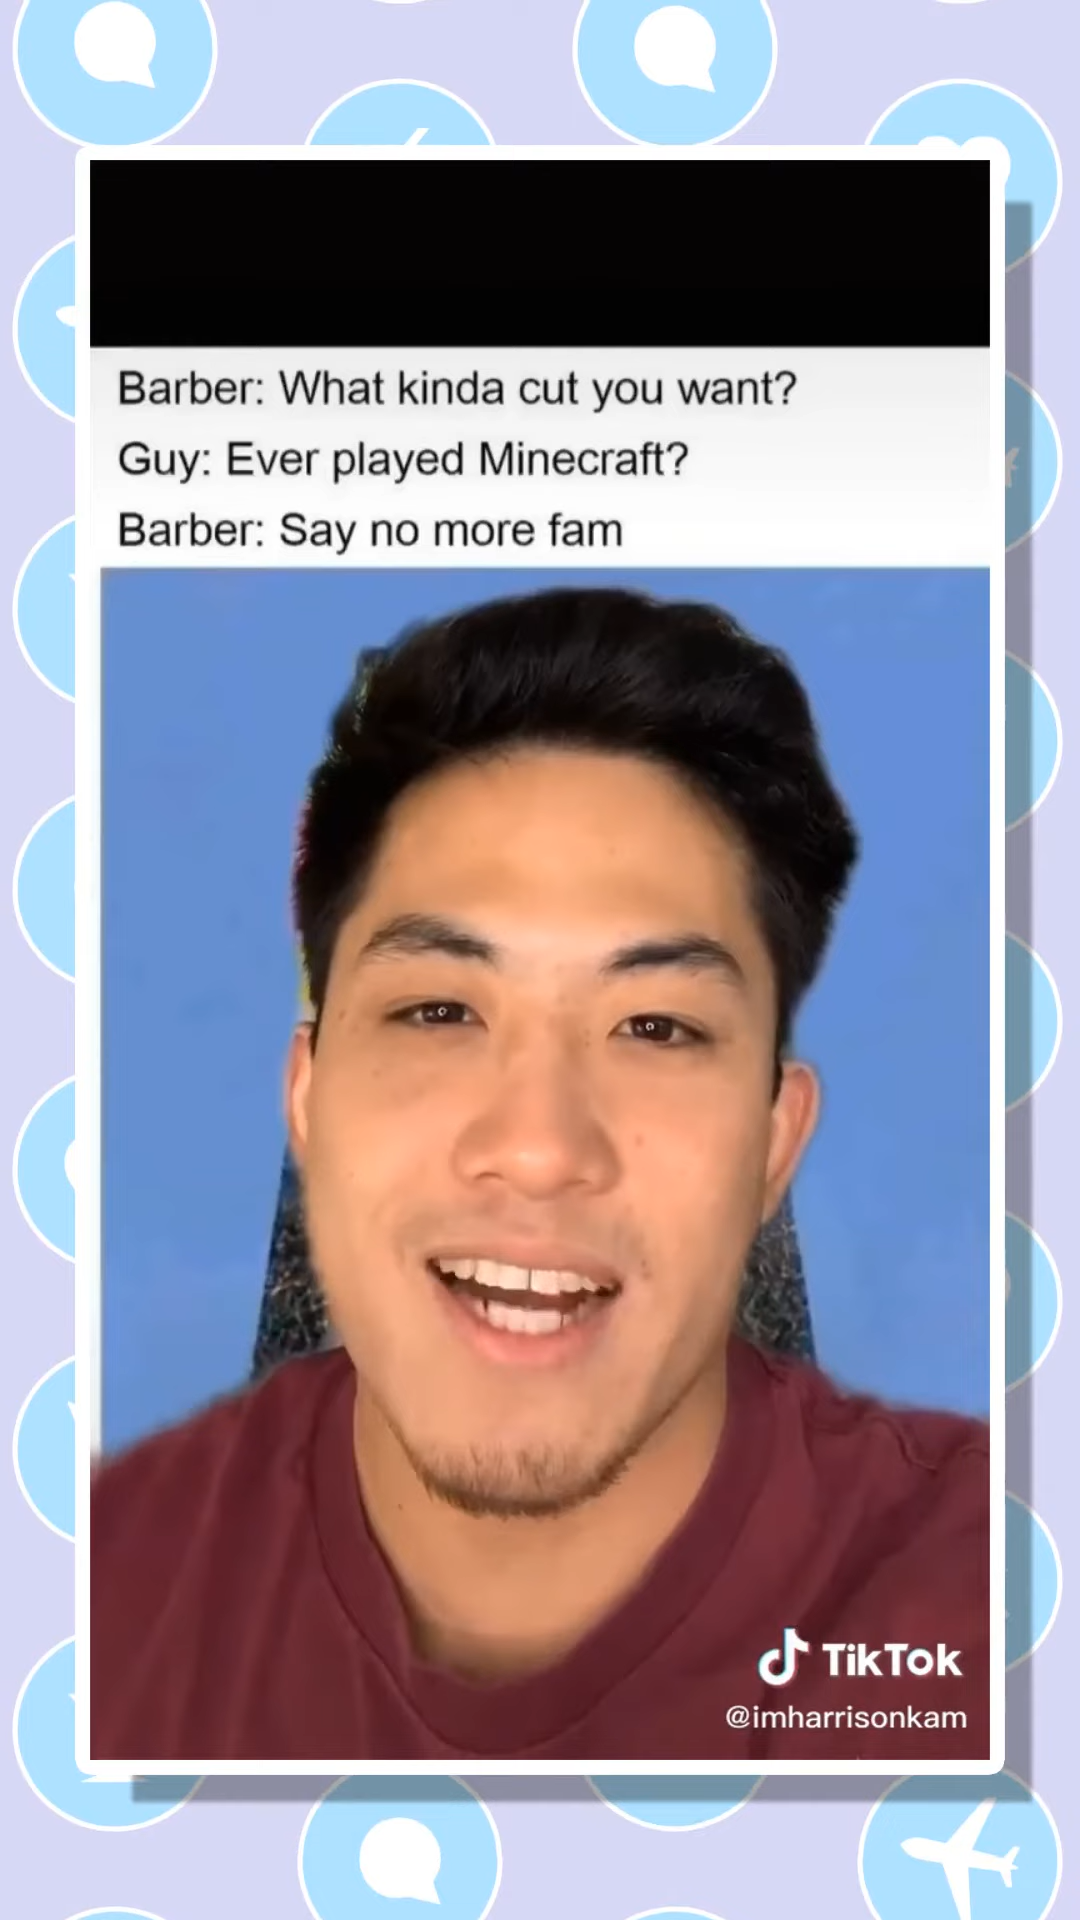 Barber: What kinda cut you want?
Guy: Ever played Minecraft?
Barber: Say no more fam
TikTok
@imharrisonkam